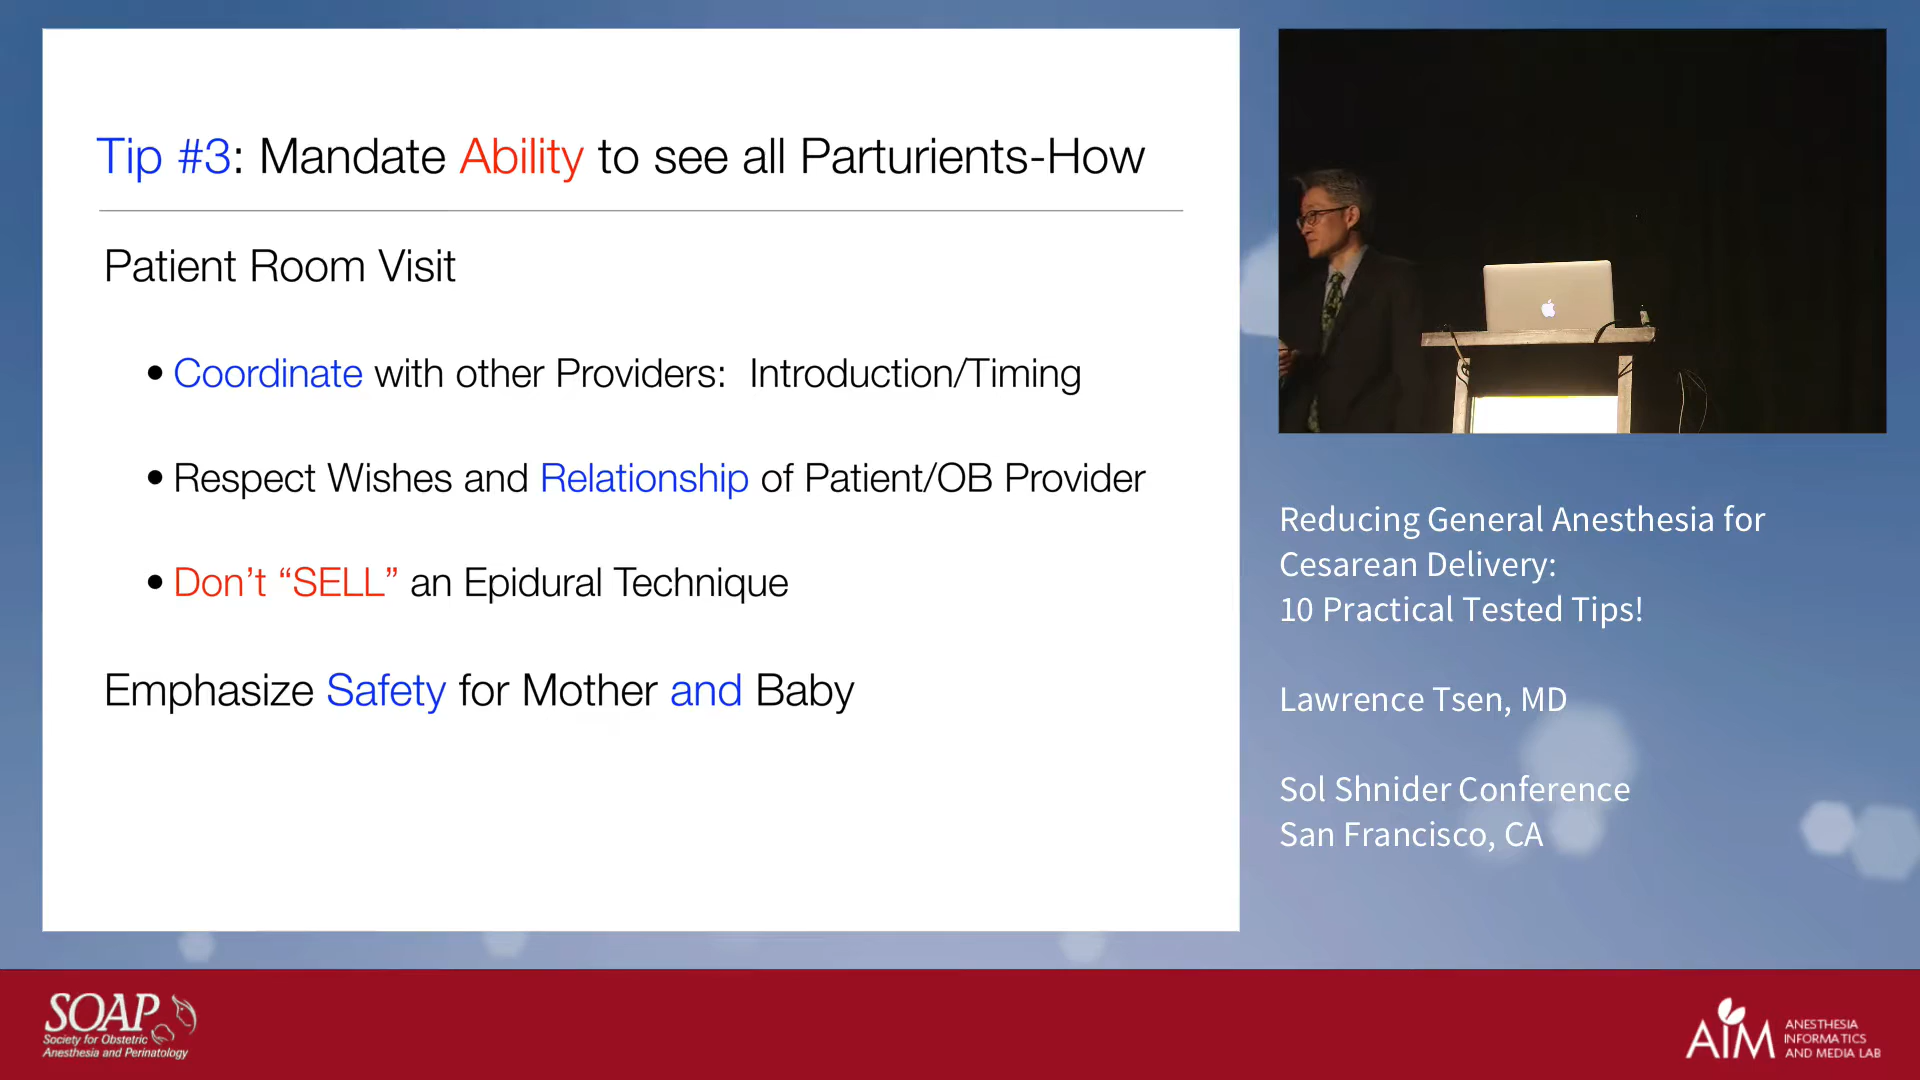 Tip #3: Mandate Ability to see all Parturients-How
Patient Room Visit
• Coordinate with other Providers: Introduction/Timing
• Respect Wishes and Relationship of Patient/OB Provider
• Don’t “SELL” an Epidural Technique
Emphasize Safety for Mother and Baby
Reducing General Anesthesia for
Cesarean Delivery:
10 Practical Tested Tips!
Lawrence Tsen, MD
Sol Shnider Conference
San Francisco, CA
SOAP
Society for Obstetric
Anesthesia and Perinatology
AIM
ANESTHESIA
INFORMATICS
AND MEDIA LAB